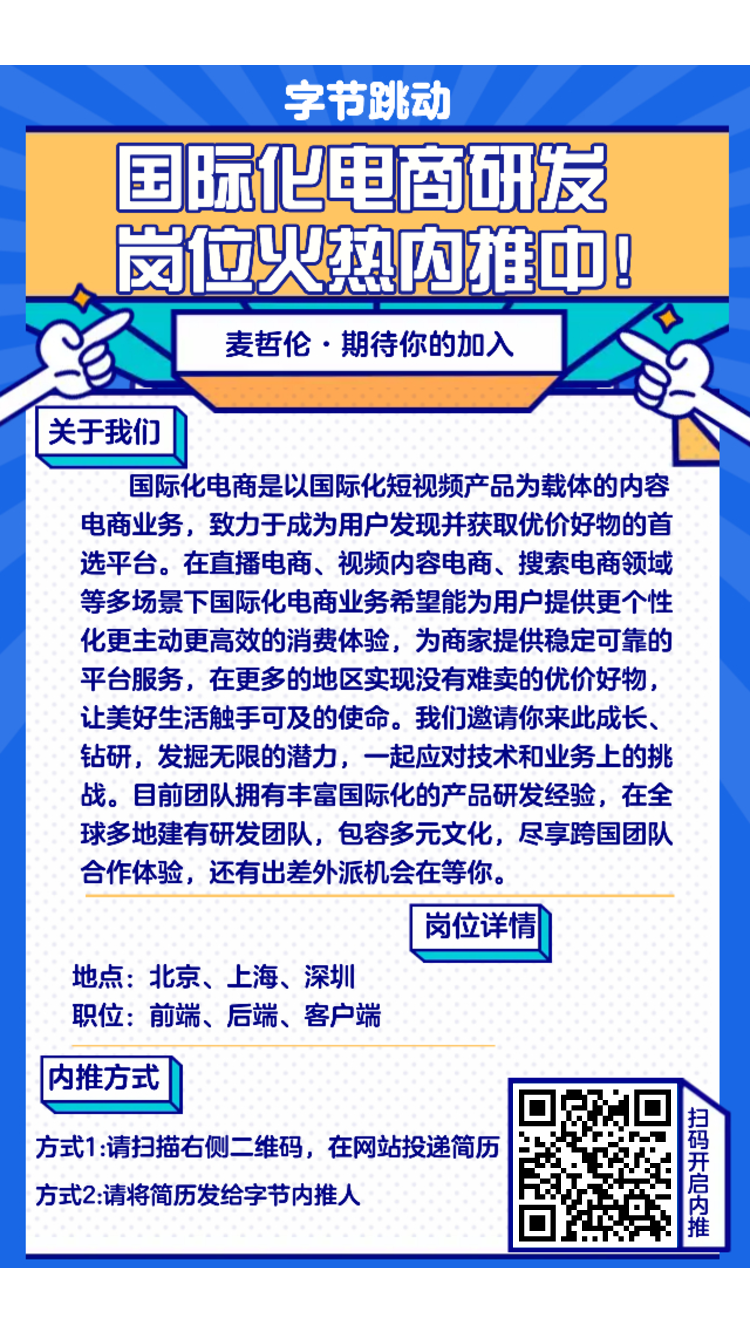 字节跳动
国际化电商研发
岗位火热内推中！
麦哲伦·期待你的加入
关于我们
国际化电商是以国际化短视频产品为载体的内容
电商业务，致力于成为用户发现并获取优价好物的首
选平台。在直播电商、视频内容电商、搜索电商领域
等多场景下国际化电商业务希望能为用户提供更个性
化更主动更高效的消费体验，为商家提供稳定可靠的
平台服务，在更多的地区实现没有难卖的优价好物，
让美好生活触手可及的使命。我们邀请你来此成长、
钻研，发掘无限的潜力，一起应对技术和业务上的挑
战。目前团队拥有丰富国际化的产品研发经验，在全
球多地建有研发团队，包容多元文化，尽享跨国团队
合作体验，还有出差外派机会在等你。
岗位详情
地点：北京、上海、深圳
职位：前端、后端、客户端
内推方式
方式1:请扫描右侧二维码，在网站投递简历
方式2:请将简历发给字节内推人
扫码开启内推